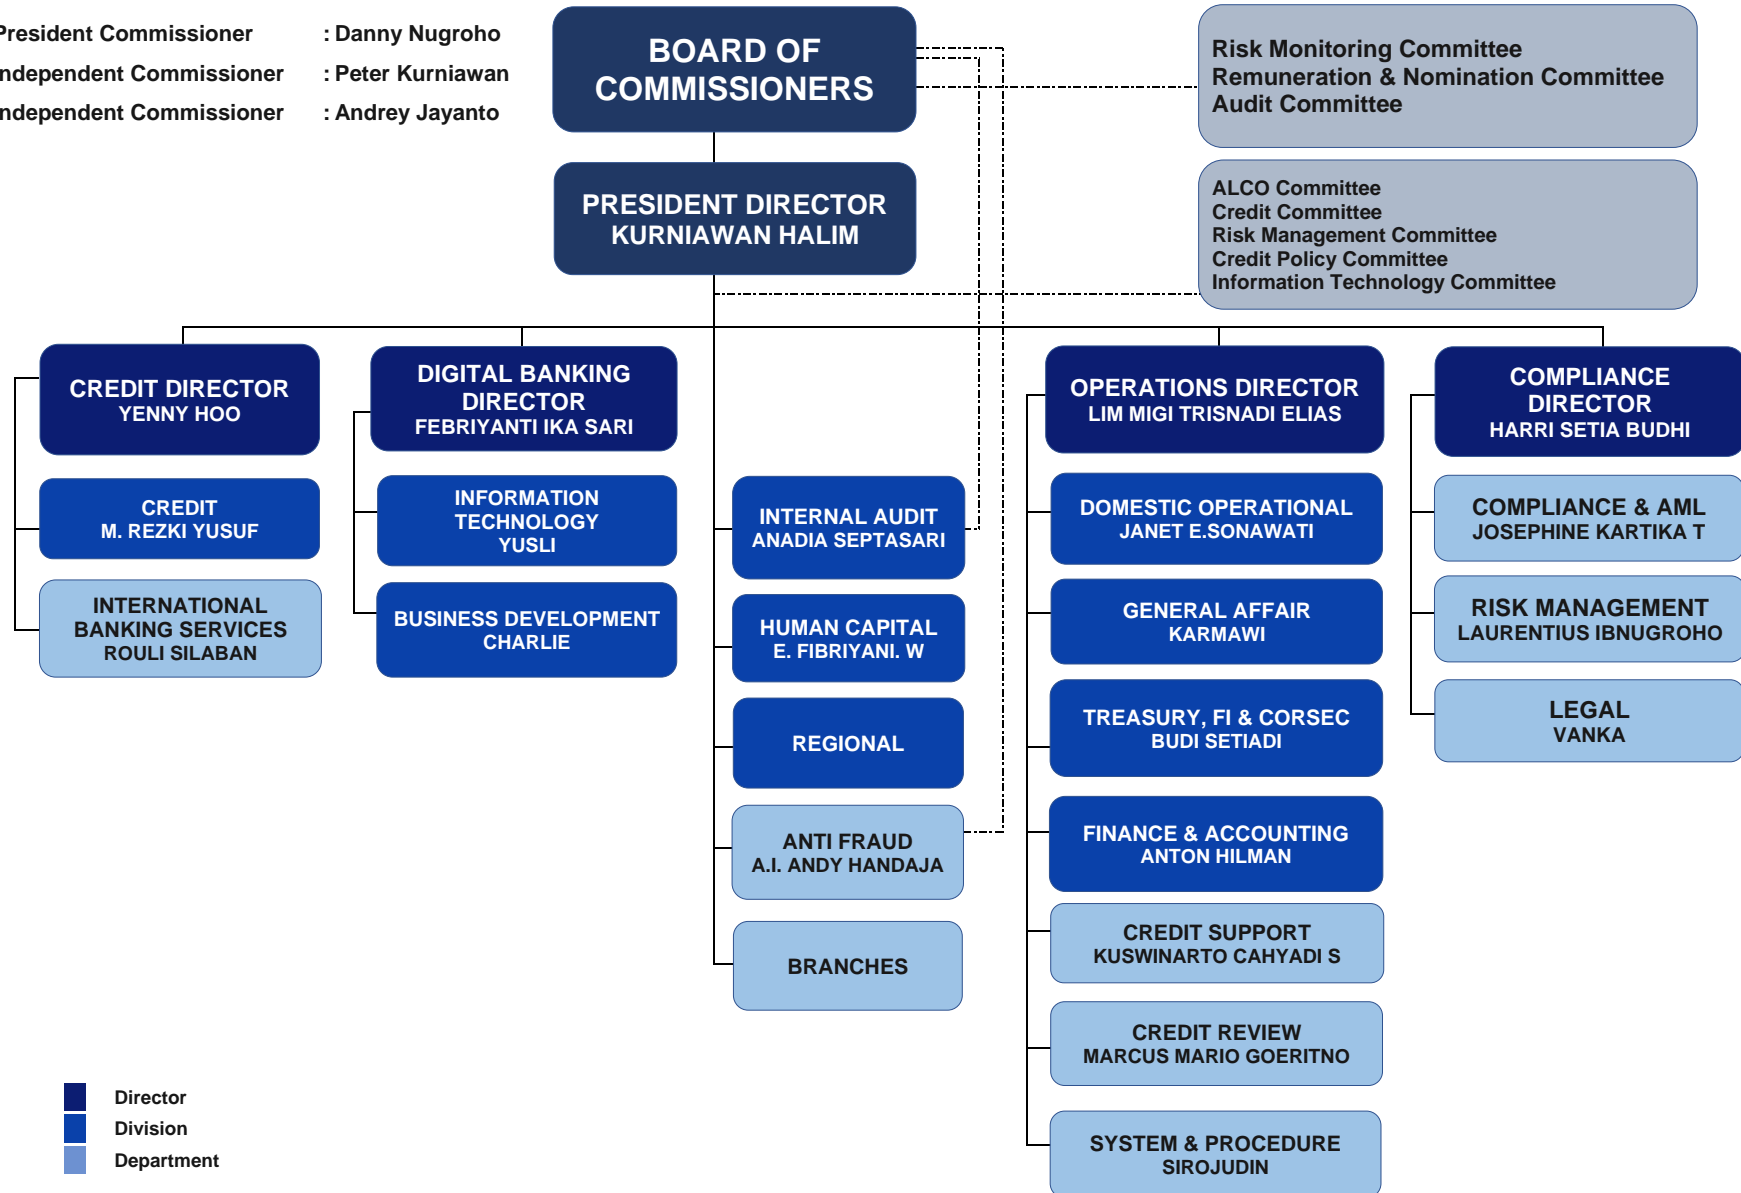 President Commissioner : Danny Nugroho
Independent Commissioner : Peter Kurniawan
Independent Commissioner : Andrey Jayanto
BOARD OF
COMMISSIONERS
Risk Monitoring Committee
Remuneration & Nomination Committee
Audit Committee
PRESIDENT DIRECTOR
KURNIAWAN HALIM
ALCO Committee
Credit Committee
Risk Management Committee
Credit Policy Committee
Information Technology Committee
CREDIT DIRECTOR
YENNY HOO
CREDIT
M. REZKI YUSUF
INTERNATIONAL
BANKING SERVICES
ROULI SILABAN
DIGITAL BANKING
DIRECTOR
FEBRIYANTI IKA SARI
INFORMATION
TECHNOLOGY
YUSLI
BUSINESS DEVELOPMENT
CHARLIE
INTERNAL AUDIT
ANADIA SEPTASARI
HUMAN CAPITAL
E. FIBRIYANI. W
REGIONAL
ANTI FRAUD
A.I. ANDY HANDAJA
BRANCHES
OPERATIONS DIRECTOR
LIM MIGI TRISNADI ELIAS
DOMESTIC OPERATIONAL
JANET E.SONAWATI
GENERAL AFFAIR
KARMAWI
TREASURY, FI & CORSEC
BUDI SETIADI
FINANCE & ACCOUNTING
ANTON HILMAN
CREDIT SUPPORT
KUSWINARTO CAHYADI S
CREDIT REVIEW
MARCUS MARIO GOERITNO
SYSTEM & PROCEDURE
SIROJUDIN
COMPLIANCE
DIRECTOR
HARRI SETIA BUDHI
COMPLIANCE & AML
JOSEPHINE KARTIKA T
RISK MANAGEMENT
LAURENTIUS IBNUGROHO
LEGAL
VANKA
Director
Division
Department